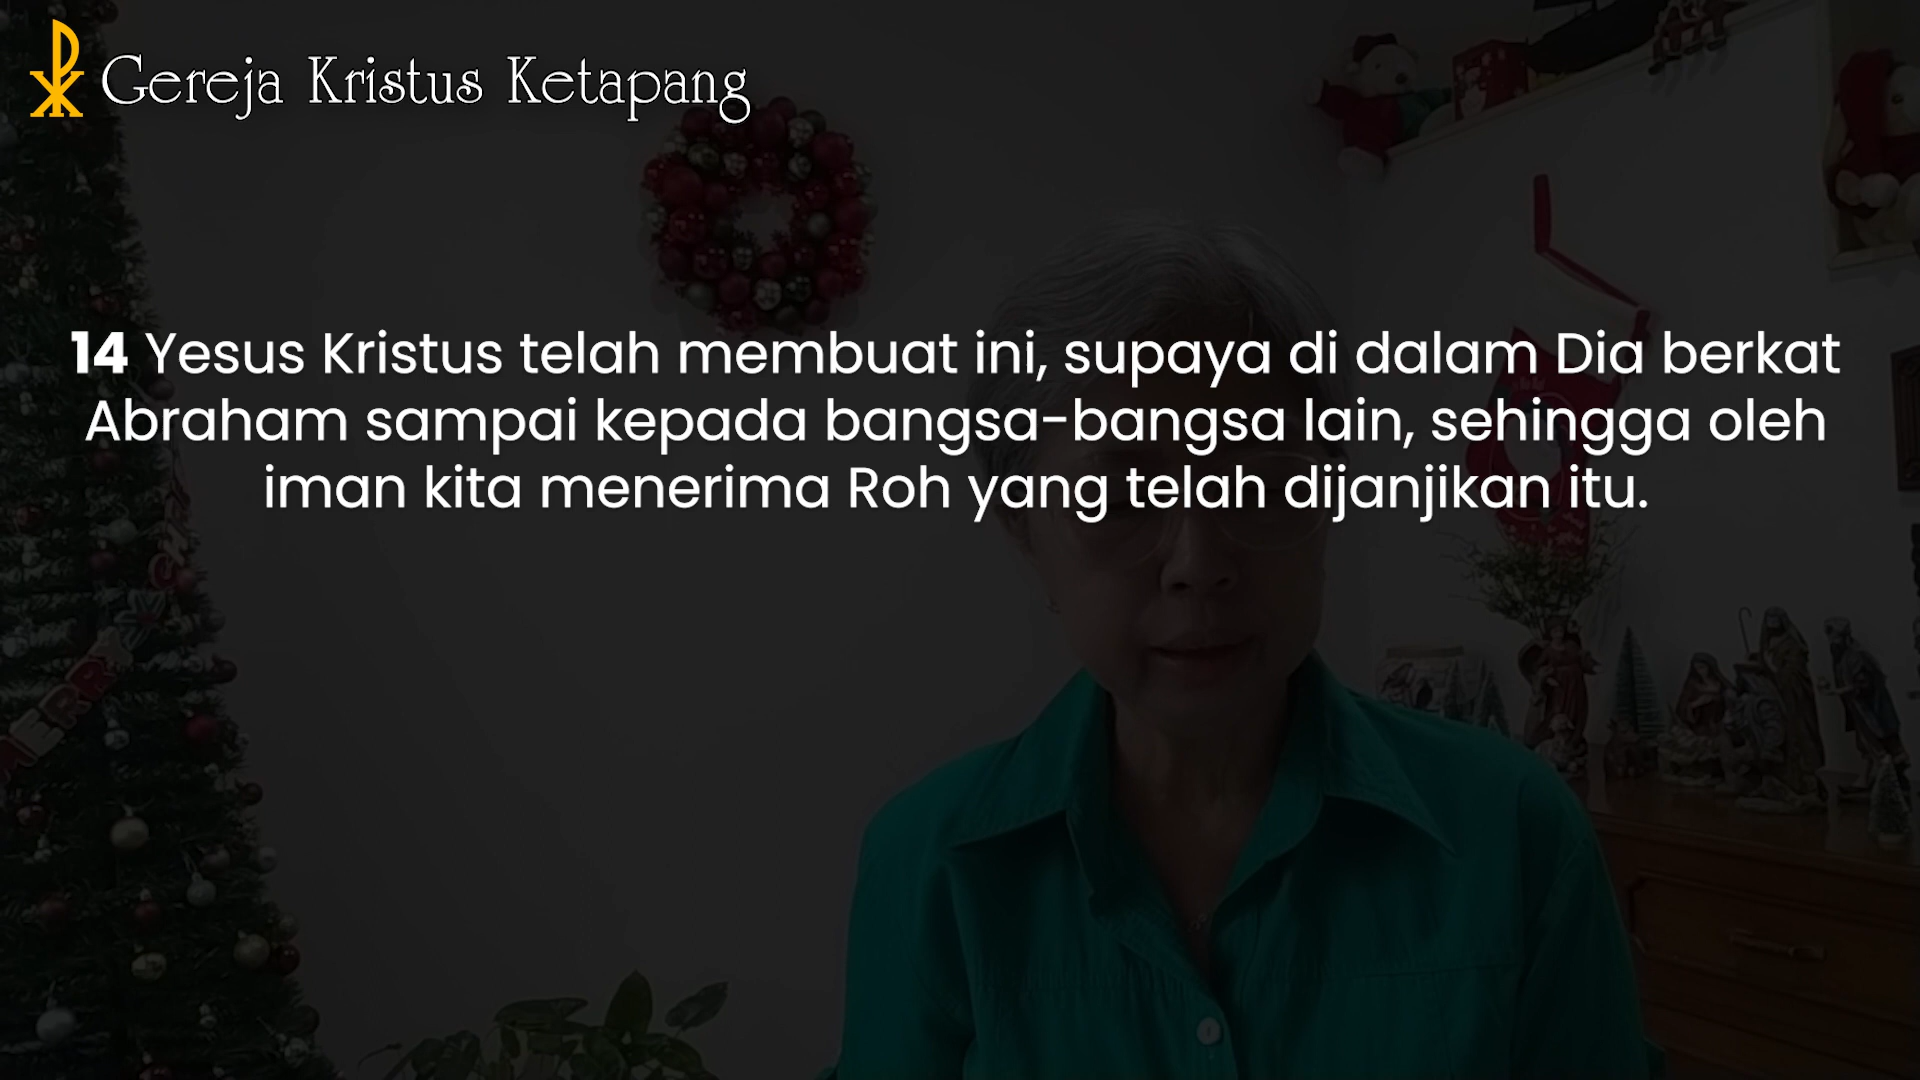 Gereja Kristus Ketapang
14 Yesus Kristus telah membuat ini, supaya di dalam Dia berkat
Abraham sampai kepada bangsa-bangsa lain, sehingga oleh
iman kita menerima Roh yang telah dijanjikan itu.